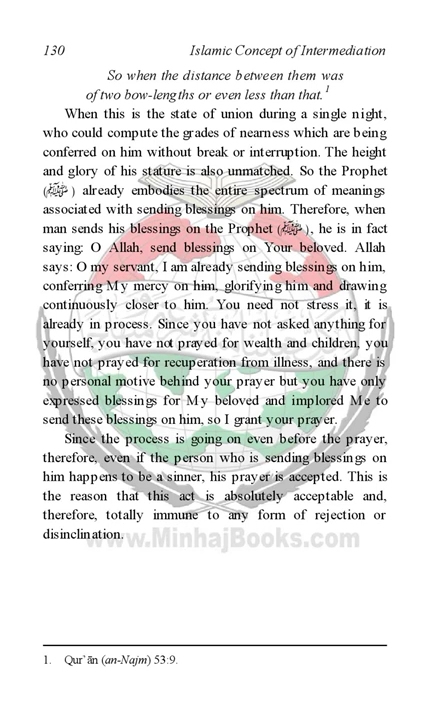 130 Islamic Concept of Intermediation
So when the distance between them was
of two bow-lengths or even less than that.1
When this is the state of union during a single night,
who could compute the grades of nearness which are being
conferred on him without break or interruption. The height
and glory of his stature is also unmatched. So the Prophet
(ﷺ) already embodies the entire spectrum of meanings
associated with sending blessings on him. Therefore, when
man sends his blessings on the Prophet (ﷺ), he is in fact
saying: O Allah, send blessings on Your beloved. Allah
says: O my servant, I am already sending blessings on him,
conferring My mercy on him, glorifying him and drawing
continuously closer to him. You need not stress it, it is
already in process. Since you have not asked anything for
yourself, you have not prayed for wealth and children, you
have not prayed for recuperation from illness, and there is
no personal motive behind your prayer but you have only
expressed blessings for My beloved and implored Me to
send these blessings on him, so I grant your prayer.
Since the process is going on even before the prayer,
therefore, even if the person who is sending blessings on
him happens to be a sinner, his prayer is accepted. This is
the reason that this act is absolutely acceptable and,
therefore, totally immune to any form of rejection or
disinclination.
www.MinhajBooks.com
1. Qur’ān (an-Najm) 53:9.